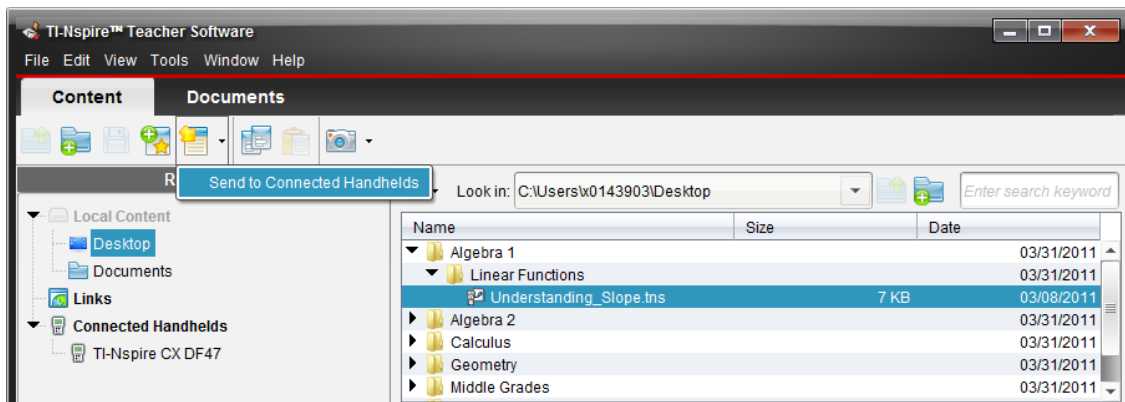 TI-Nspire™ Teacher Software
File Edit View Tools Window Help
Content Documents
Send to Connected Handhelds
Look in: C:\Users\x0143903\Desktop
Enter search keyword
Local Content
Desktop
Documents
Links
Connected Handhelds
TI-Nspire CX DF47
Name Size Date
Algebra 1 03/31/2011
Linear Functions 03/31/2011
Understanding_Slope.tns 7 KB 03/08/2011
Algebra 2 03/31/2011
Calculus 03/31/2011
Geometry 03/31/2011
Middle Grades 03/31/2011